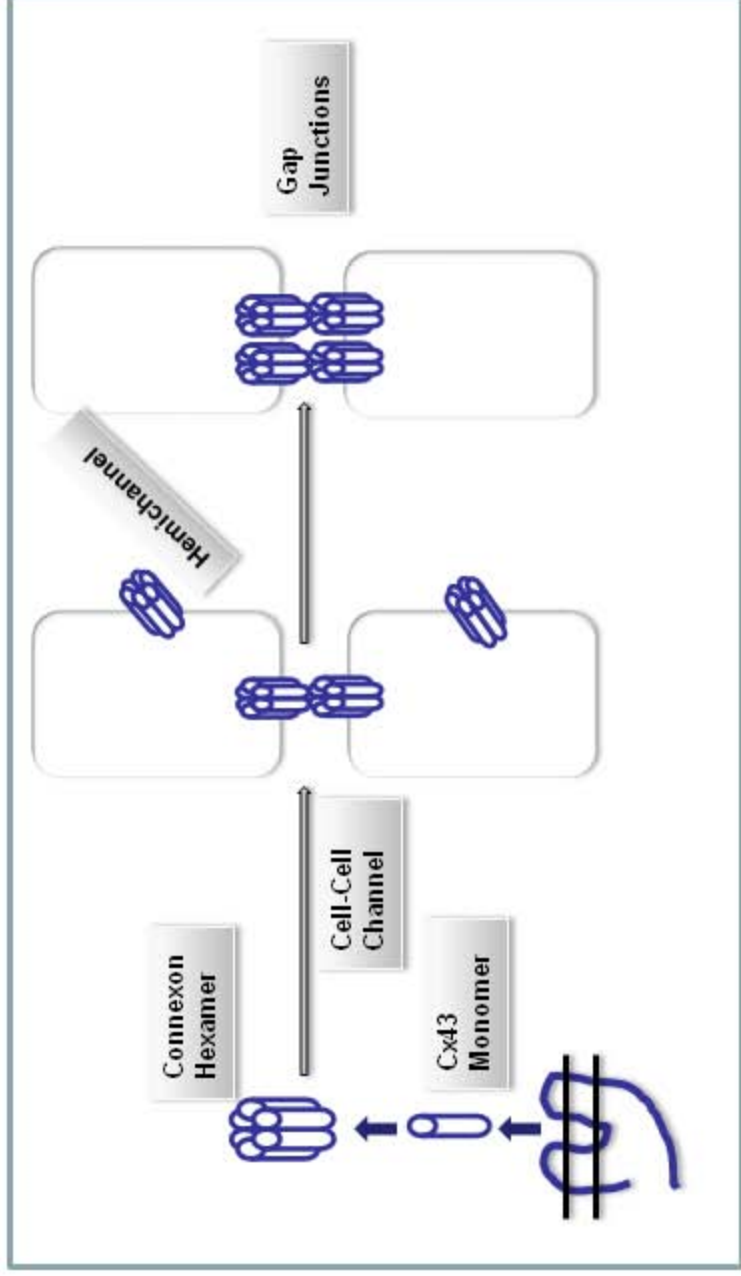 Connexon
Hexamer
Cx43
Monomer
Cell-Cell
Channel
Hemichannel
Gap
Junctions